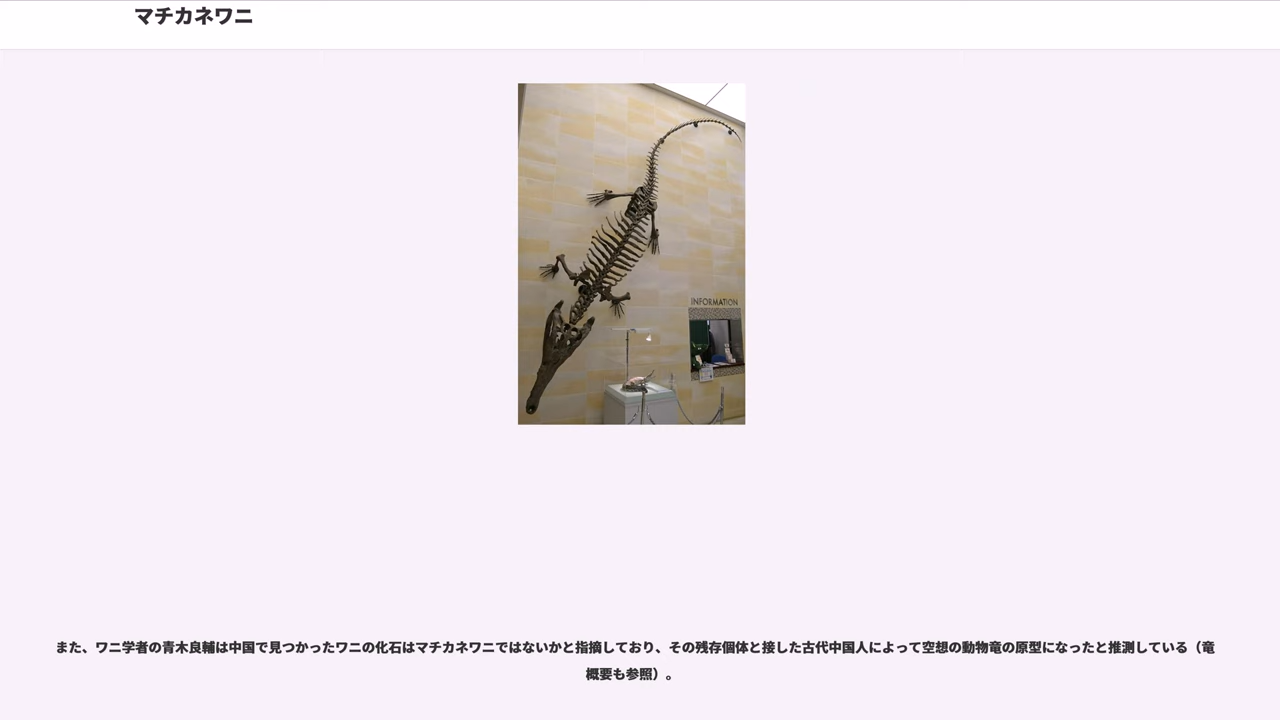 マチカネワニ
INFORMATION
また、ワニ学者の青木良輔は中国で見つかったワニの化石はマチカネワニではないかと指摘しており、その残存個体と接した古代中国人によって空想の動物竜の原型になったと推測している（竜
概要も参照）。